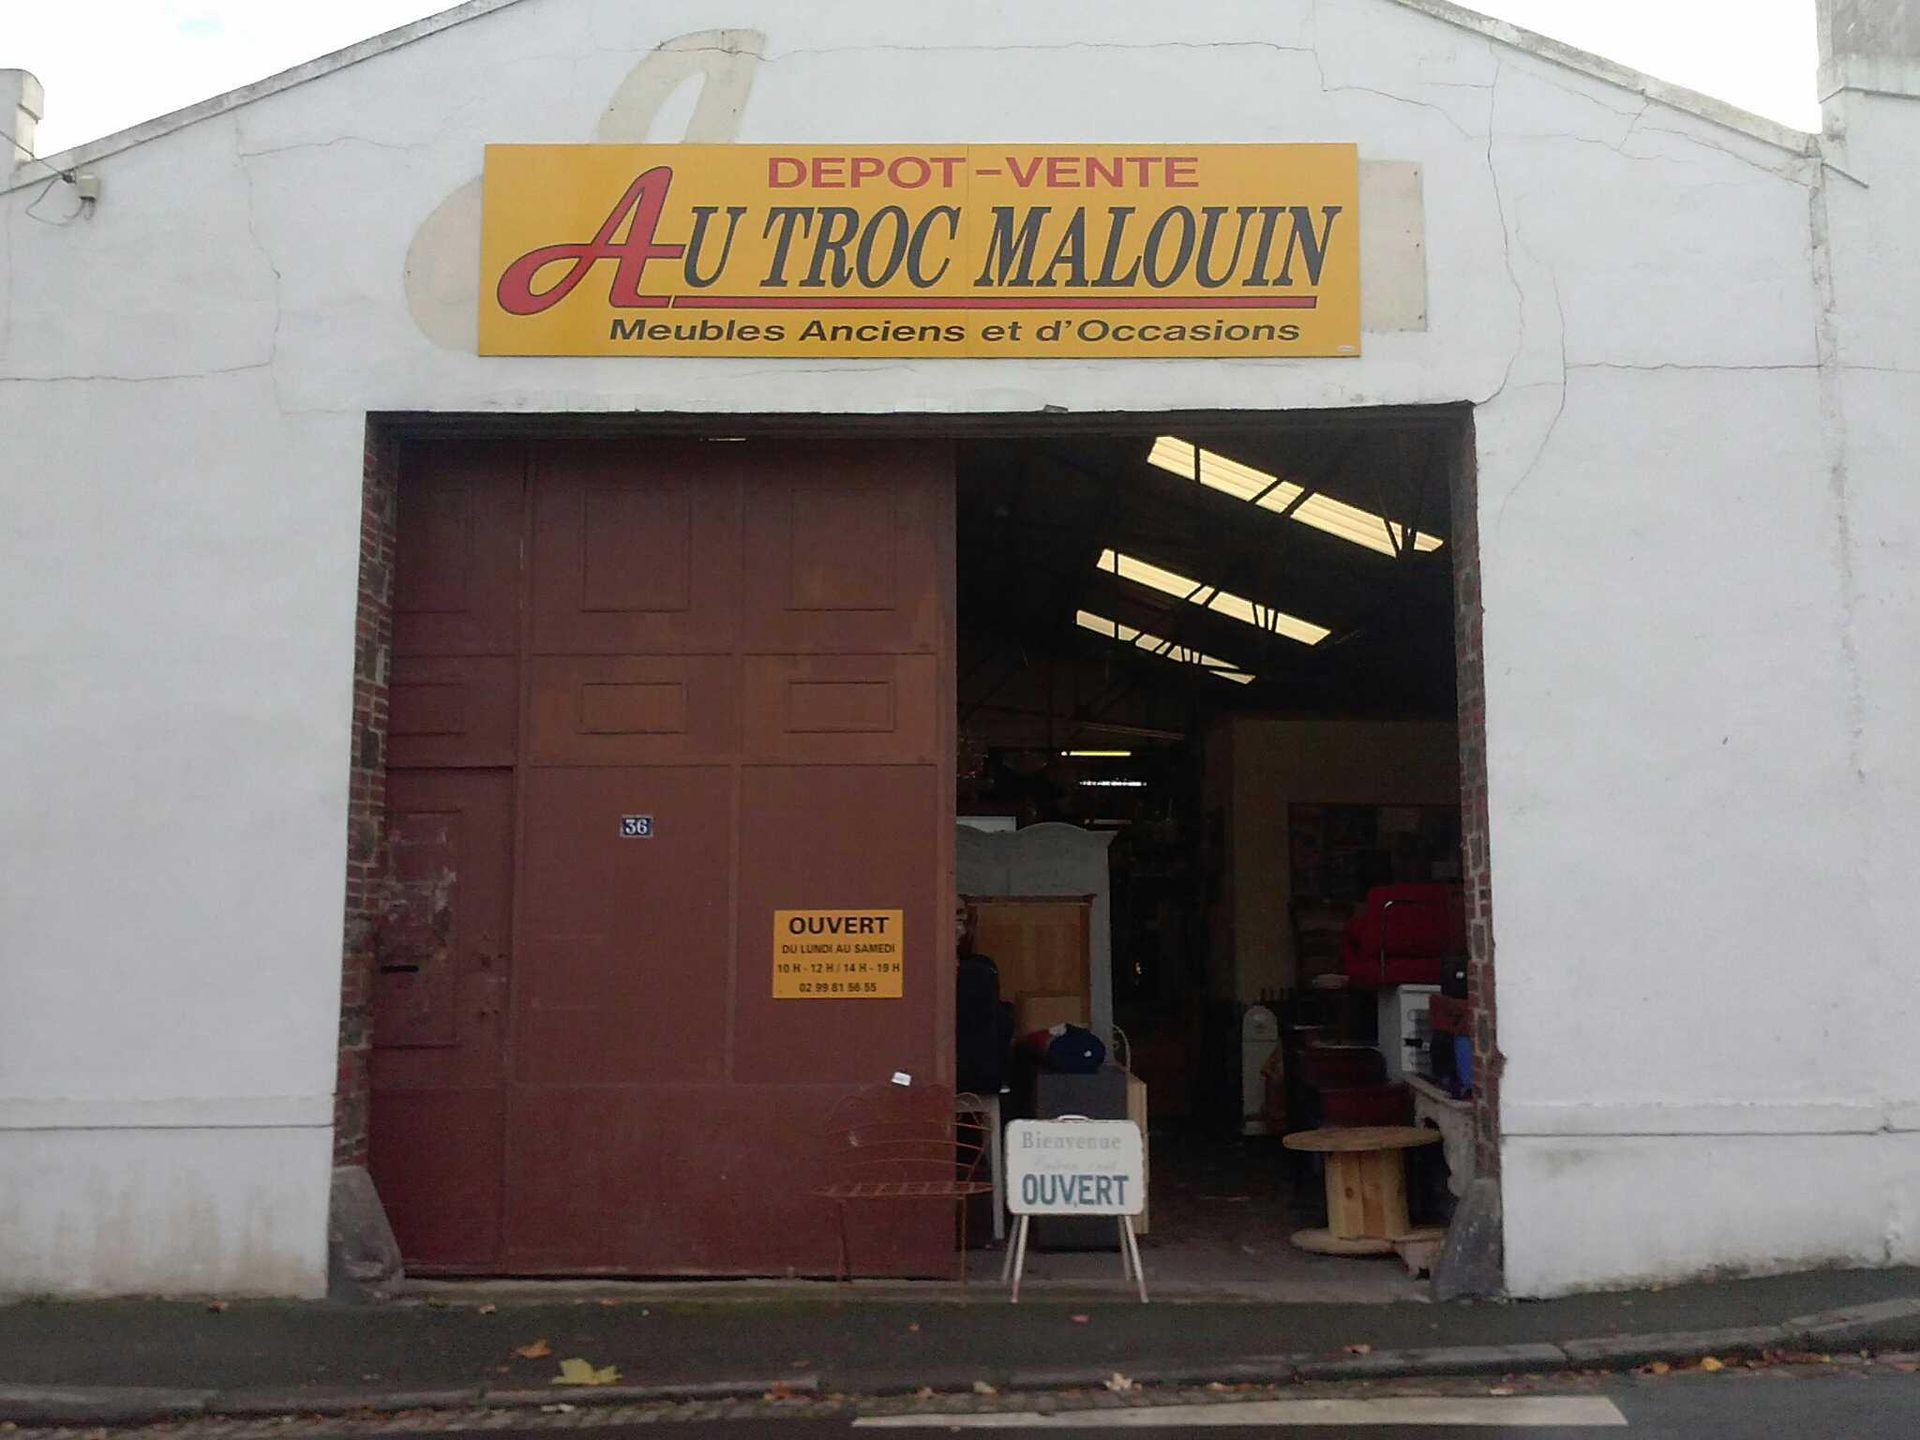 DEPOT-VENTE
AU TROC MALOUIN
Meubles Anciens et d'Occasions
36
OUVERT
DU LUNDI AU SAMEDI
10 H - 12 H / 14 H - 19 H
02 99 81 56 55
Bienvenue
OUVERT